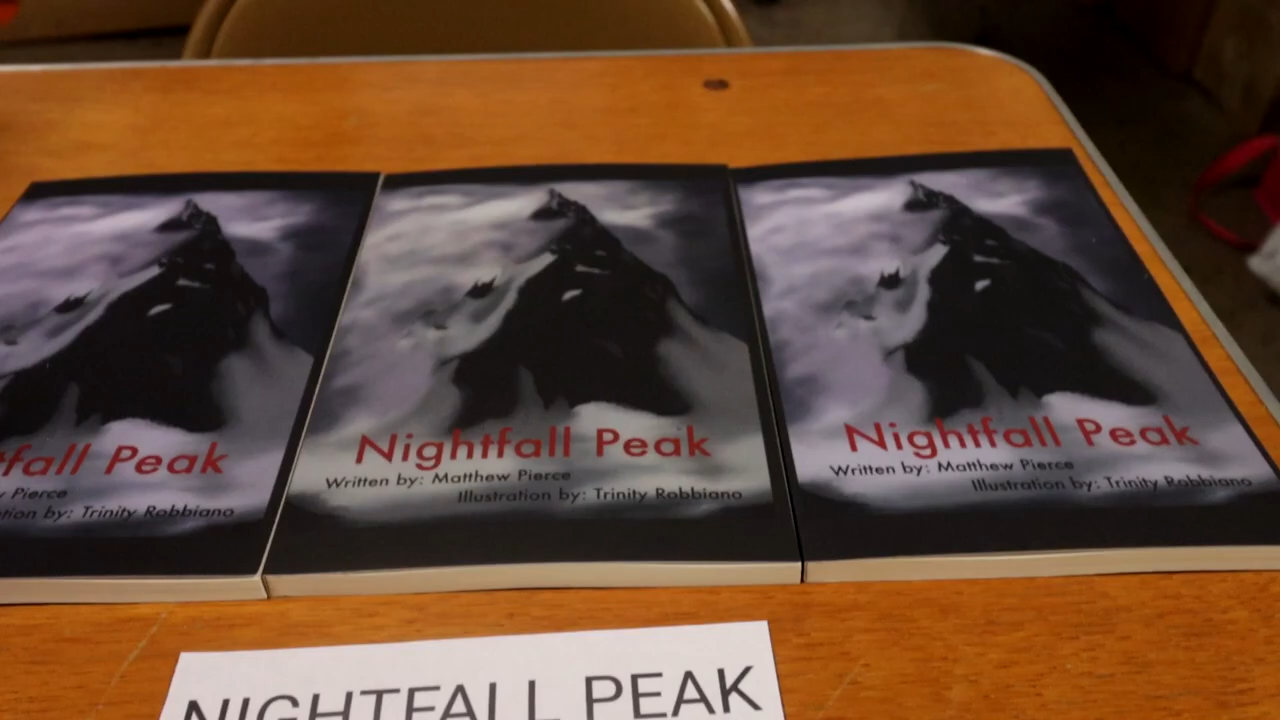 tfall Peak
Pierce
tion by: Trinity Robbiano
Nightfall Peak
Written by: Matthew Pierce
Illustration by: Trinity Robbiano
Nightfall Peak
Written by: Matthew Pierce
Illustration by: Trinity Robbiano
NIGHTFALL PEAK